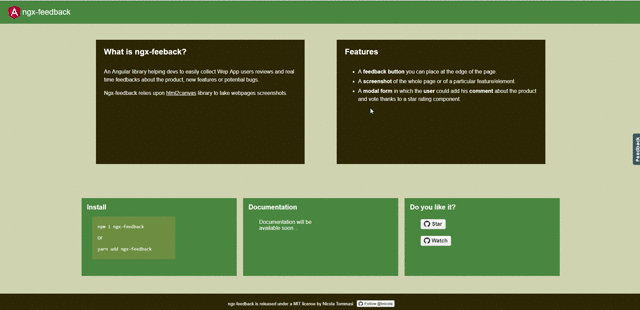 ngx-feedback
What is ngx-feeback?
An Angular library helping devs to easily collect Wep App users reviews and real
time feedbacks about the product, new features or potential bugs.
Ngx-feedback relies upon html2canvas library to take webpages screenshots.
Features
A feedback button you can place at the edge of the page.
A screenshot of the whole page or of a particular feature/element.
A modal form in which the user could add his comment about the product
and vote thanks to a star rating component.
Feedback
Install
npm i ngx-feedback
Or
yarn add ngx-feedback
Documentation
Documentation will be
available soon...
Do you like it?
Star
Watch
ngx-feedback is released under a MIT license by Nicola Tommasi
Follow